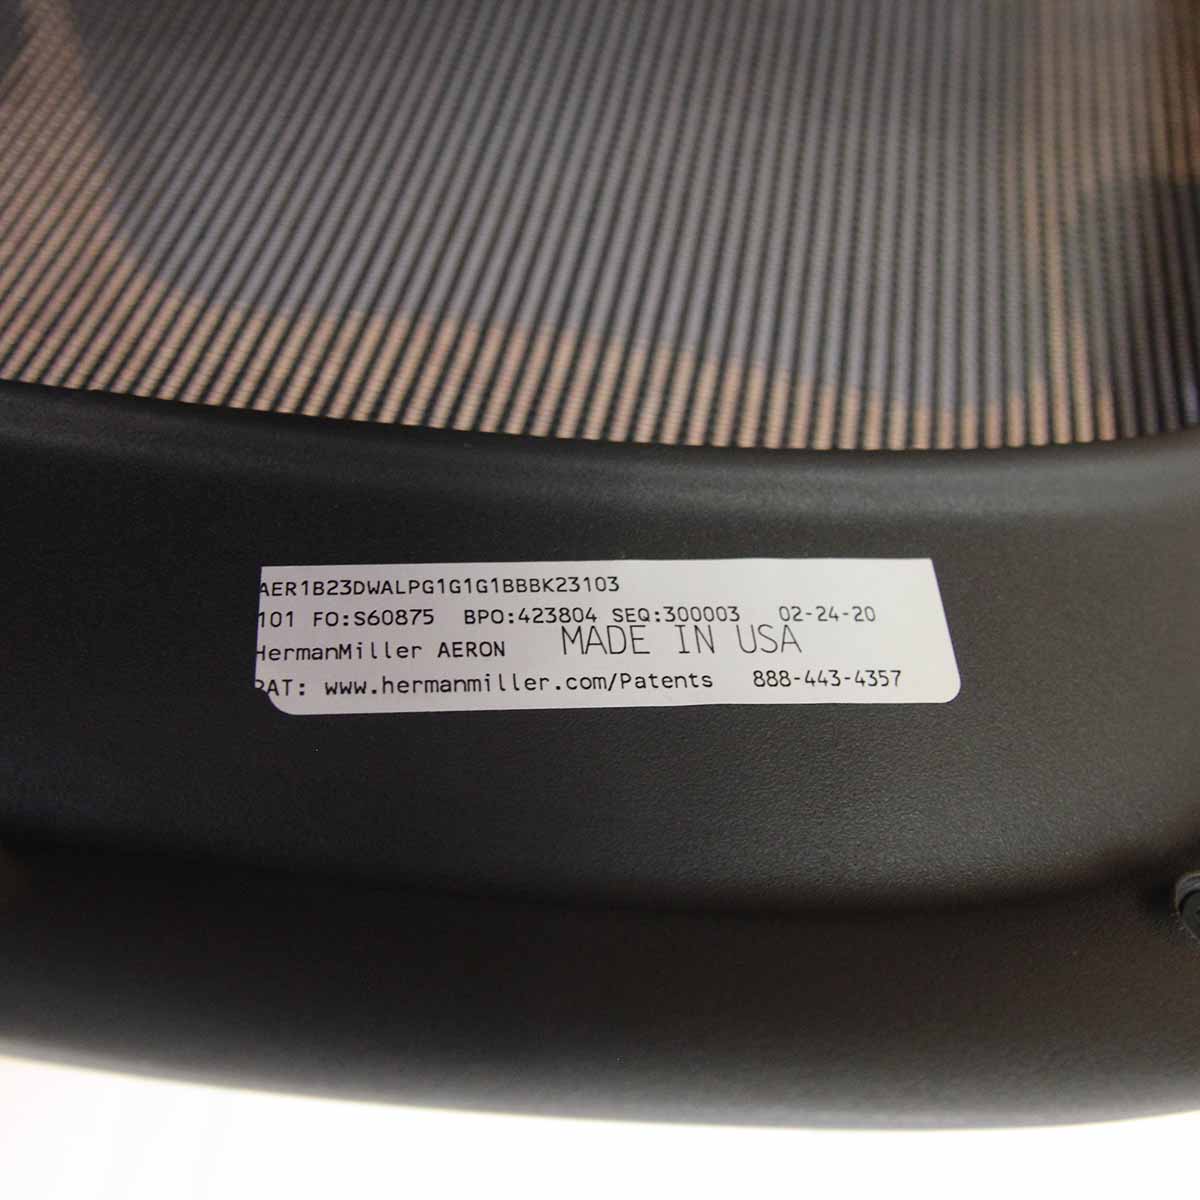 AER1B23DWALPG1G1G1BBBK23103
101 FO:S60875 BPO:423804 SEQ:300003 02-24-20
HermanMiller AERON MADE IN USA
PAT: www.hermanmiller.com/Patents 888-443-4357